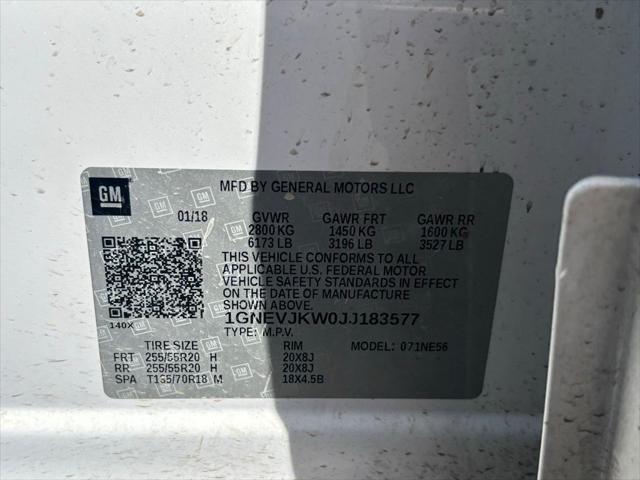 GM
MFD BY GENERAL MOTORS LLC
01/18 GVWR GAWR FRT GAWR RR
2800 KG 1450 KG 1600 KG
6173 LB 3196 LB 3527 LB
THIS VEHICLE CONFORMS TO ALL
APPLICABLE U.S. FEDERAL MOTOR
VEHICLE SAFETY STANDARDS IN EFFECT
ON THE DATE OF MANUFACTURE
SHOWN ABOVE.
140X 1GNEVJKW0JJ183577
TYPE: M.P.V. MODEL: 071NE56
TIRE SIZE RIM
FRT 255/55R20 H 20X8J
RR 255/55R20 H 20X8J
SPA T135/70R18 M 18X4.5B